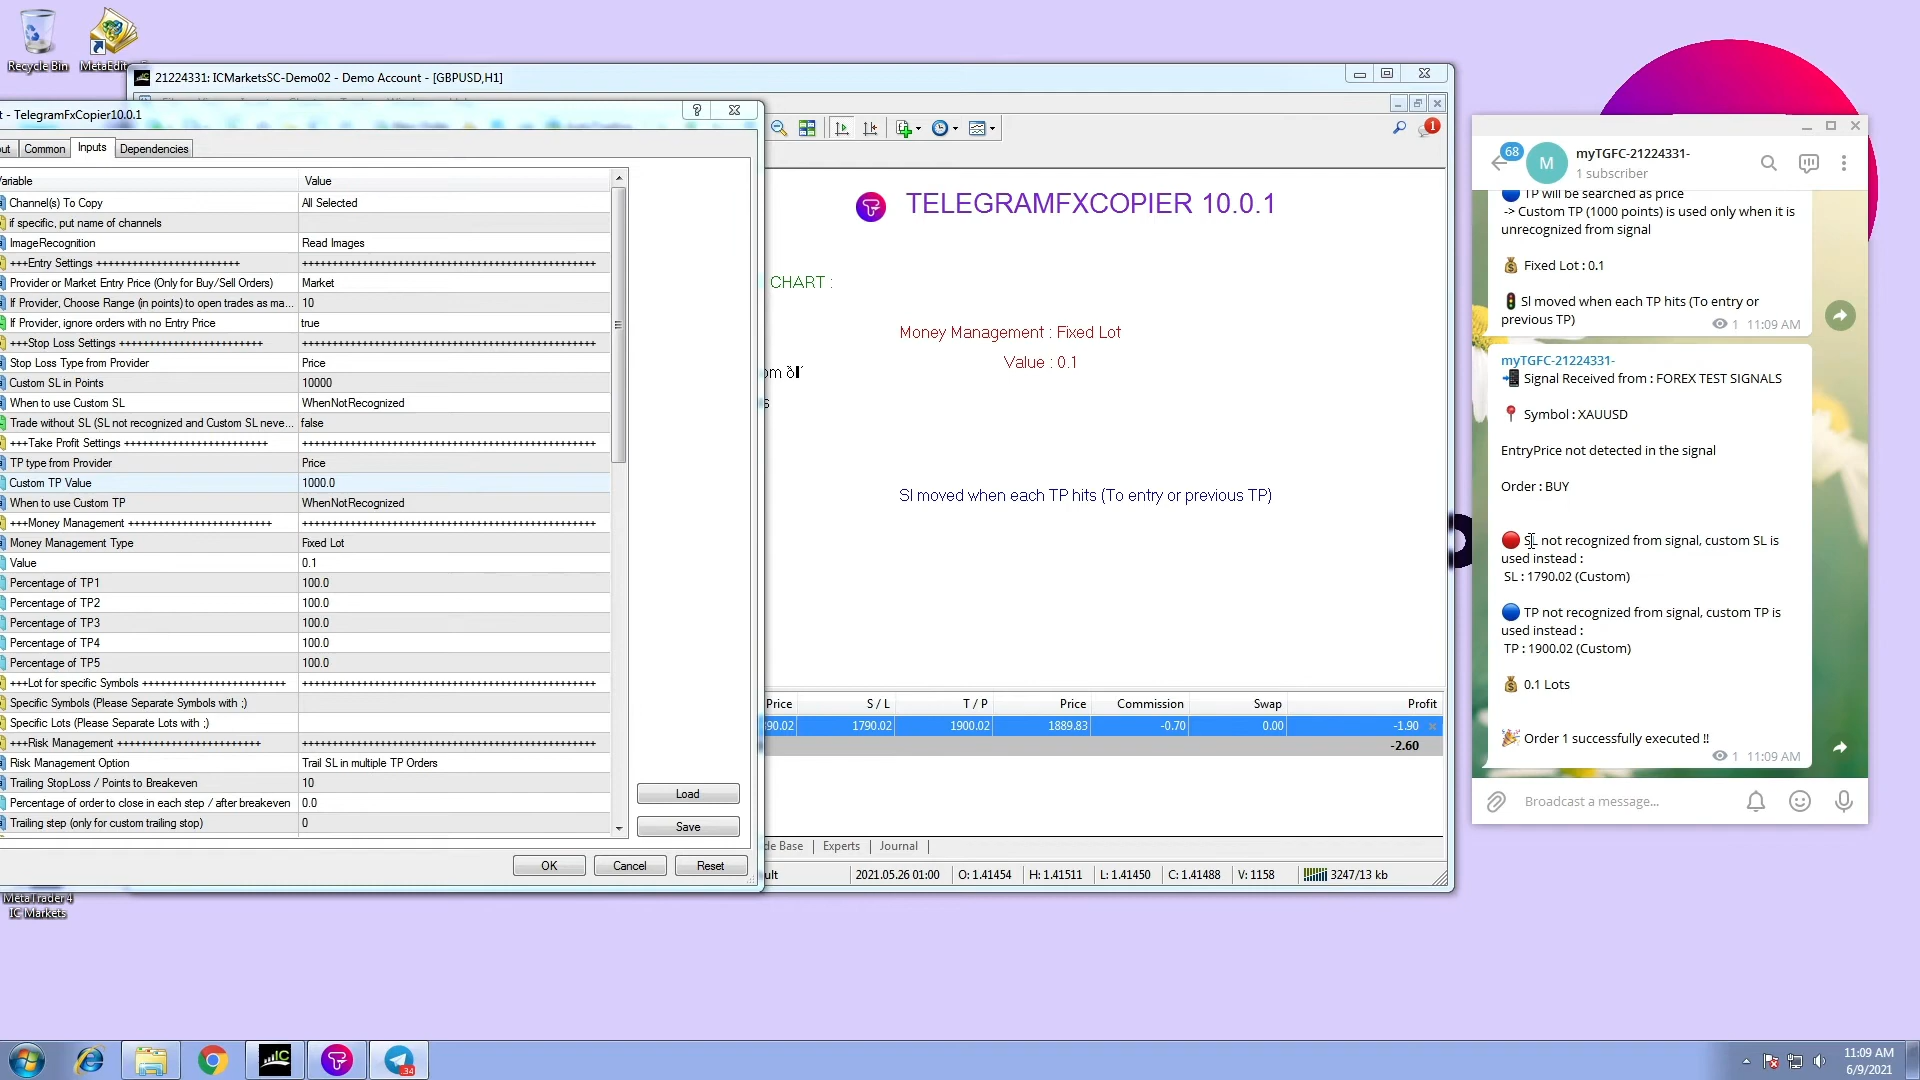 Recycle Bin
MetaEdito
21224331: ICMarketsSC-Demo02 - Demo Account - [GBPUSD,H1]
t - TelegramFxCopier10.0.1
out
Common
Inputs
Dependencies
ariable
Value
Channel(s) To Copy
All Selected
if specific, put name of channels
ImageRecognition
Read Images
+++Entry Settings ++++++++++++++++++++++++
++++++++++++++++++++++++++++++++++++++++++++++++++
Provider or Market Entry Price (Only for Buy/Sell Orders)
Market
If Provider, Choose Range (in points) to open trades as ma...
10
If Provider, ignore orders with no Entry Price
true
+++Stop Loss Settings ++++++++++++++++++++++++
++++++++++++++++++++++++++++++++++++++++++++++++++
Stop Loss Type from Provider
Price
Custom SL in Points
10000
When to use Custom SL
WhenNotRecognized
Trade without SL (SL not recognized and Custom SL neve...
false
+++Take Profit Settings ++++++++++++++++++++++++
++++++++++++++++++++++++++++++++++++++++++++++++++
TP type from Provider
Price
Custom TP Value
1000.0
When to use Custom TP
WhenNotRecognized
+++Money Management ++++++++++++++++++++++++
++++++++++++++++++++++++++++++++++++++++++++++++++
Money Management Type
Fixed Lot
Value
0.1
Percentage of TP1
100.0
Percentage of TP2
100.0
Percentage of TP3
100.0
Percentage of TP4
100.0
Percentage of TP5
100.0
+++Lot for specific Symbols ++++++++++++++++++++++++
++++++++++++++++++++++++++++++++++++++++++++++++++
Specific Symbols (Please Separate Symbols with ;)
Specific Lots (Please Separate Lots with ;)
+++Risk Management ++++++++++++++++++++++++
++++++++++++++++++++++++++++++++++++++++++++++++++
Risk Management Option
Trail SL in multiple TP Orders
Trailing StopLoss / Points to Breakeven
10
Percentage of order to close in each step / after breakeven
0.0
Trailing step (only for custom trailing stop)
0
Load
Save
OK
Cancel
Reset
1
TELEGRAMFXCOPIER 10.0.1
CHART :
Money Management : Fixed Lot
Value : 0.1
om ðŸ´
s
Sl moved when each TP hits (To entry or previous TP)
Price
S / L
T / P
Price
Commission
Swap
Profit
90.02
1790.02
1900.02
1889.83
-0.70
0.00
-1.90
-2.60
de Base
Experts
Journal
ult
2021.05.26 01:00
O: 1.41454
H: 1.41511
L: 1.41450
C: 1.41488
V: 1158
3247/13 kb
68
M
myTGFC-21224331-
1 subscriber
TP will be searched as price
-> Custom TP (1000 points) is used only when it is
unrecognized from signal
Fixed Lot : 0.1
Sl moved when each TP hits (To entry or
previous TP)
1 11:09 AM
myTGFC-21224331-
Signal Received from : FOREX TEST SIGNALS
Symbol : XAUUSD
EntryPrice not detected in the signal
Order : BUY
SL not recognized from signal, custom SL is
used instead :
SL : 1790.02 (Custom)
TP not recognized from signal, custom TP is
used instead :
TP : 1900.02 (Custom)
0.1 Lots
Order 1 successfully executed !!
1 11:09 AM
Broadcast a message...
MetaTrader 4
IC Markets
IC
34
11:09 AM
6/9/2021